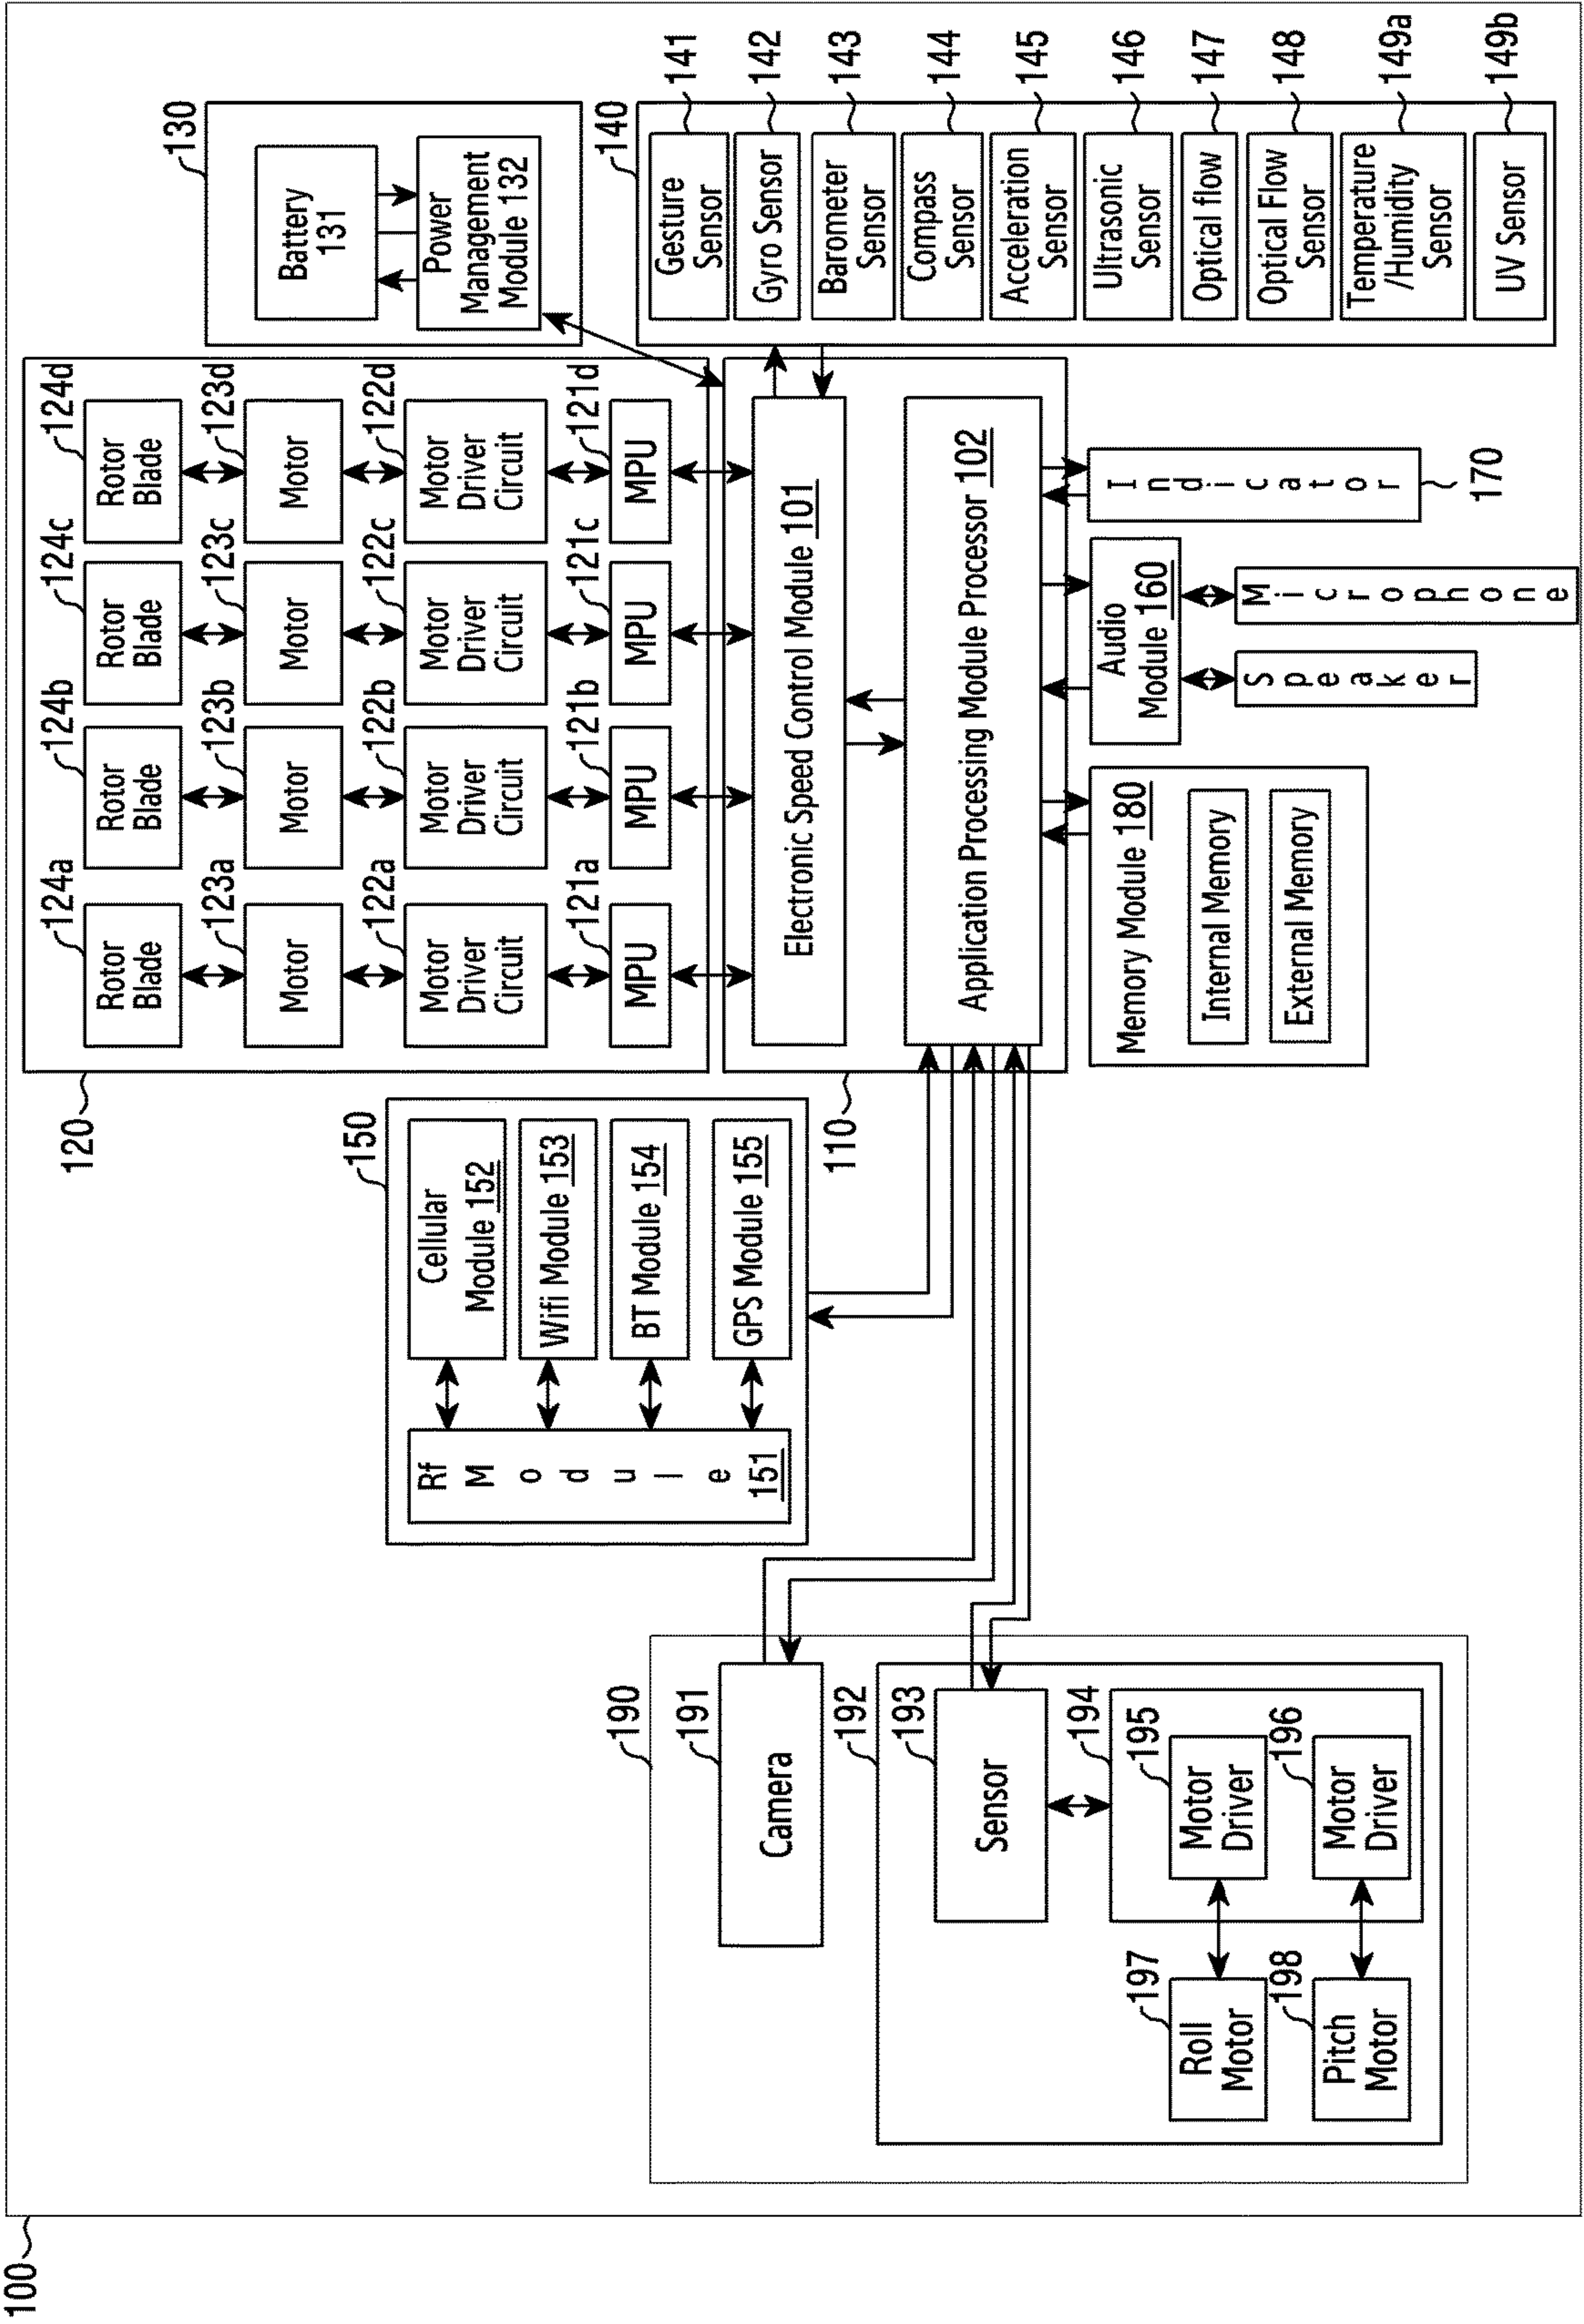 100
120
124a
Rotor
Blade
124b
Rotor
Blade
124c
Rotor
Blade
124d
Rotor
Blade
123a
Motor
123b
Motor
123c
Motor
123d
Motor
122a
Motor
Driver
Circuit
122b
Motor
Driver
Circuit
122c
Motor
Driver
Circuit
122d
Motor
Driver
Circuit
121a
MPU
121b
MPU
121c
MPU
121d
MPU
130
Battery
131
Power
Management
Module 132
150
Rf
Module
151
Cellular
Module 152
Wifi Module 153
BT Module 154
GPS Module 155
110
Electronic Speed Control Module 101
Application Processing Module Processor 102
140
Gesture
Sensor
141
Gyro Sensor
142
Barometer
Sensor
143
Compass
Sensor
144
Acceleration
Sensor
145
Ultrasonic
Sensor
146
Optical flow
147
Optical Flow
Sensor
148
Temperature
/Humidity
Sensor
149a
UV Sensor
149b
190
191
Camera
192
193
Sensor
194
195
Motor
Driver
196
Motor
Driver
197
Roll
Motor
198
Pitch
Motor
Memory Module 180
Internal Memory
External Memory
Audio
Module 160
Speaker
Microphone
Indicator
170